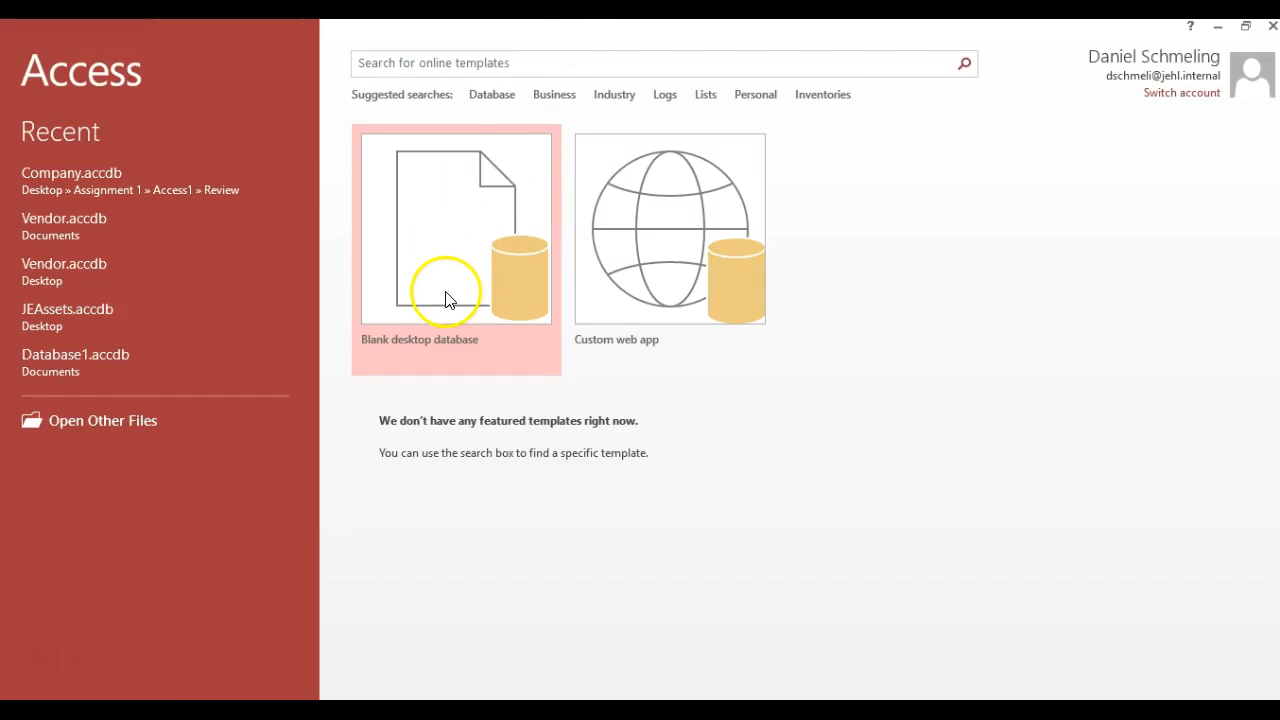 Access
Recent
Company.accdb
Desktop » Assignment 1 » Access1 » Review
Vendor.accdb
Documents
Vendor.accdb
Desktop
JEAssets.accdb
Desktop
Database1.accdb
Documents
Open Other Files
?
Search for online templates
Daniel Schmeling
dschmeli@jehl.internal
Switch account
Suggested searches: Database Business Industry Logs Lists Personal Inventories
Blank desktop database
Custom web app
We don't have any featured templates right now.
You can use the search box to find a specific template.